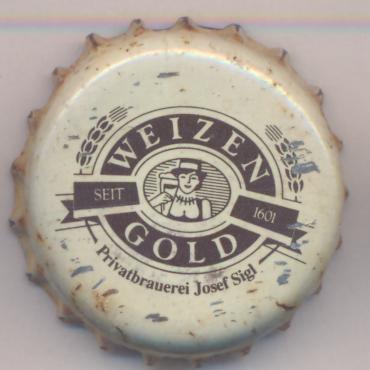 WEIZEN
SEIT 1601
GOLD
Privatbrauerei Josef Sigl